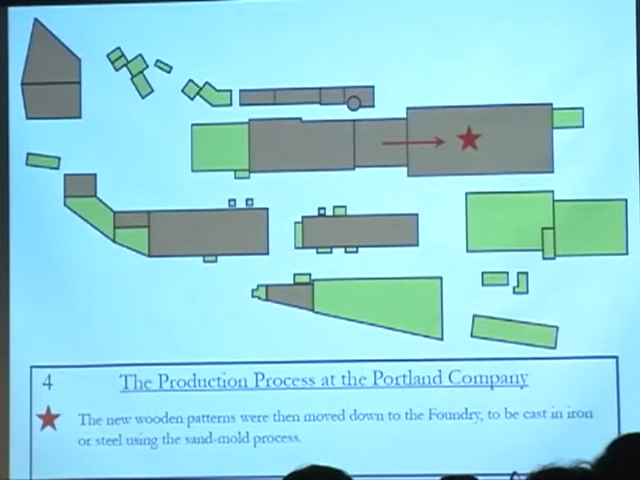 4
The Production Process at the Portland Company
The new wooden patterns were then moved down to the Foundry, to be cast in iron
or steel using the sand-mold process.